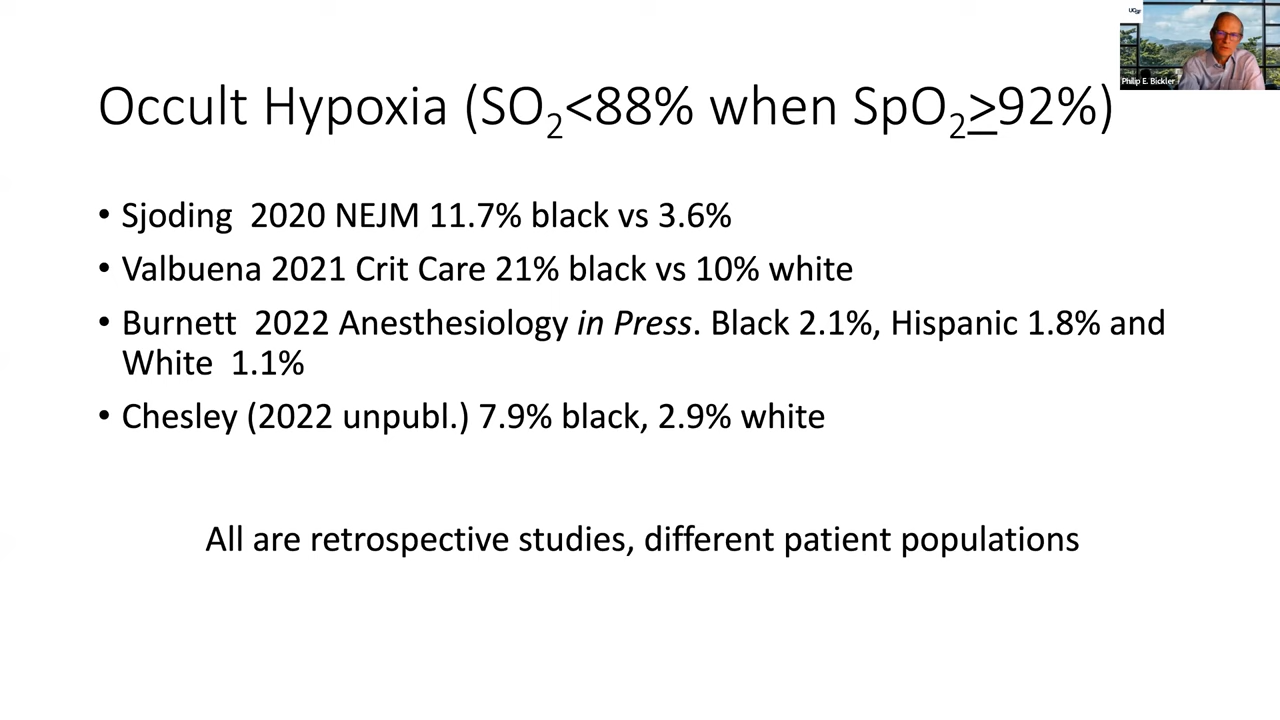 UCSF
Philip E. Bickler
Occult Hypoxia (SO₂<88% when SpO₂≥92%)
• Sjoding 2020 NEJM 11.7% black vs 3.6%
• Valbuena 2021 Crit Care 21% black vs 10% white
• Burnett 2022 Anesthesiology in Press. Black 2.1%, Hispanic 1.8% and
White 1.1%
• Chesley (2022 unpubl.) 7.9% black, 2.9% white
All are retrospective studies, different patient populations